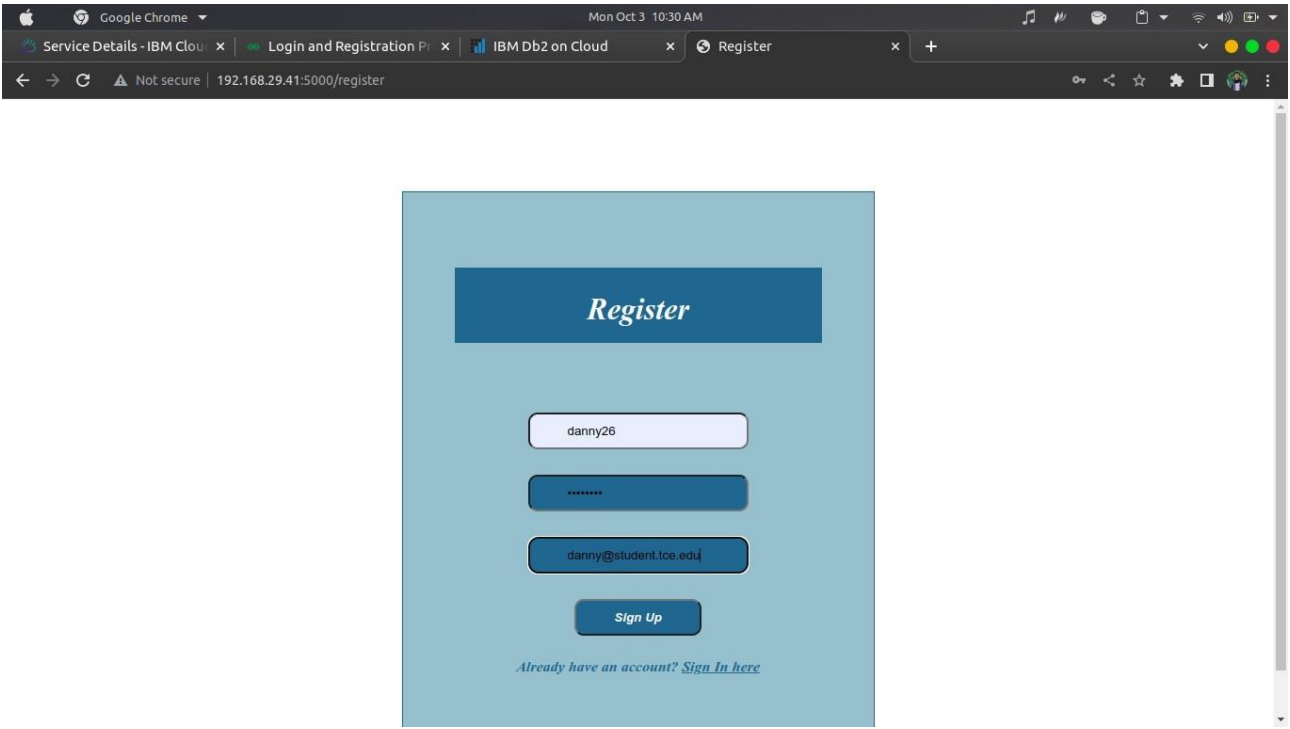 Google Chrome
Mon Oct 3 10:30 AM
Service Details - IBM Clou
Login and Registration Pr
IBM Db2 on Cloud
Register
Not secure
192.168.29.41:5000/register
Register
danny26
••••••••
danny@student.tce.edu
Sign Up
Already have an account? Sign In here